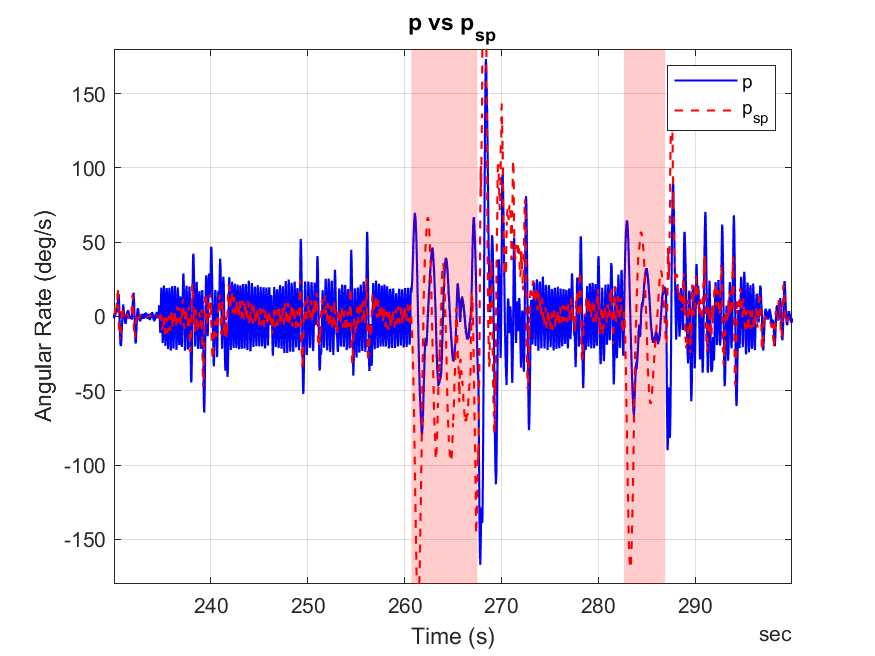 p vs p_sp
150
100
50
0
-50
-100
-150
Angular Rate (deg/s)
p
p_sp
240 250 260 270 280 290
Time (s)
sec